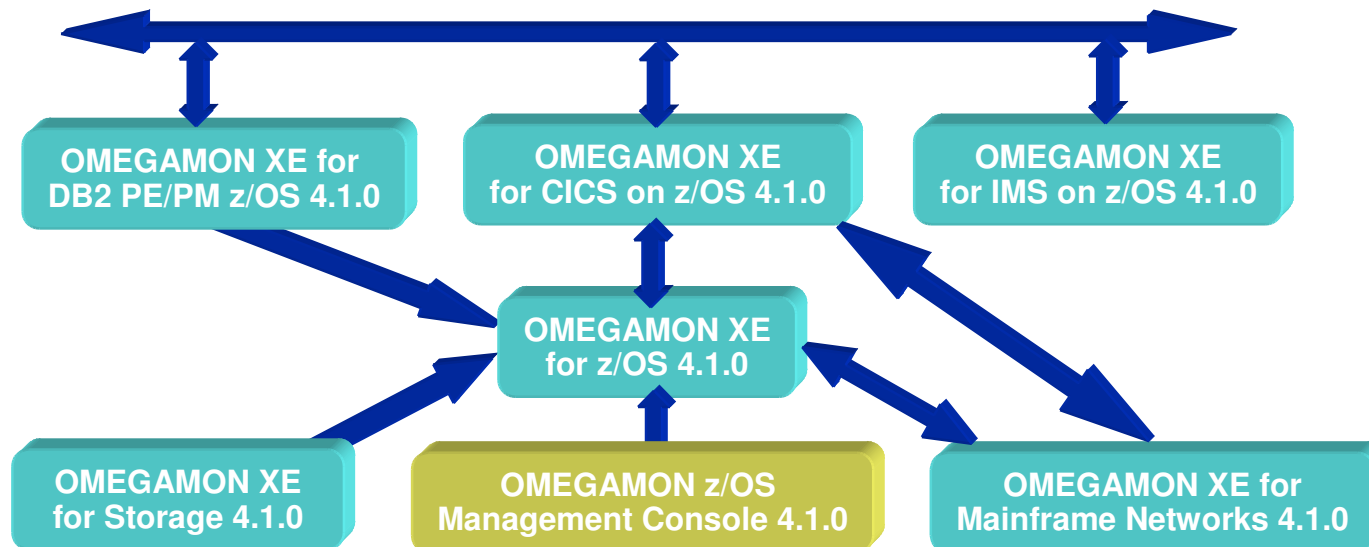 OMEGAMON XE for
DB2 PE/PM z/OS 4.1.0
OMEGAMON XE
for CICS on z/OS 4.1.0
OMEGAMON XE
for IMS on z/OS 4.1.0
OMEGAMON XE
for z/OS 4.1.0
OMEGAMON XE
for Storage 4.1.0
OMEGAMON z/OS
Management Console 4.1.0
OMEGAMON XE for
Mainframe Networks 4.1.0